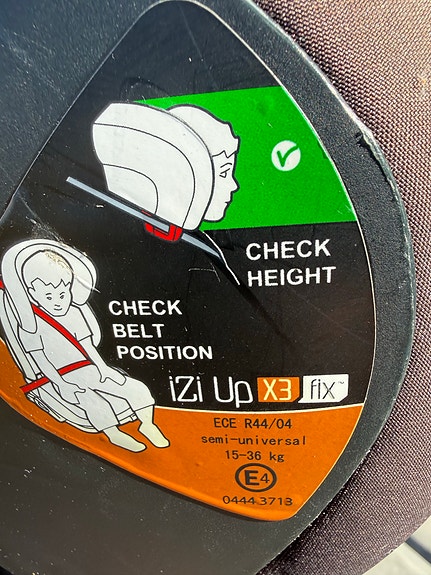 CHECK
HEIGHT
CHECK
BELT
POSITION
iZi Up X3 fix™
ECE R44/04
semi-universal
15-36 kg
E4
0444 3713